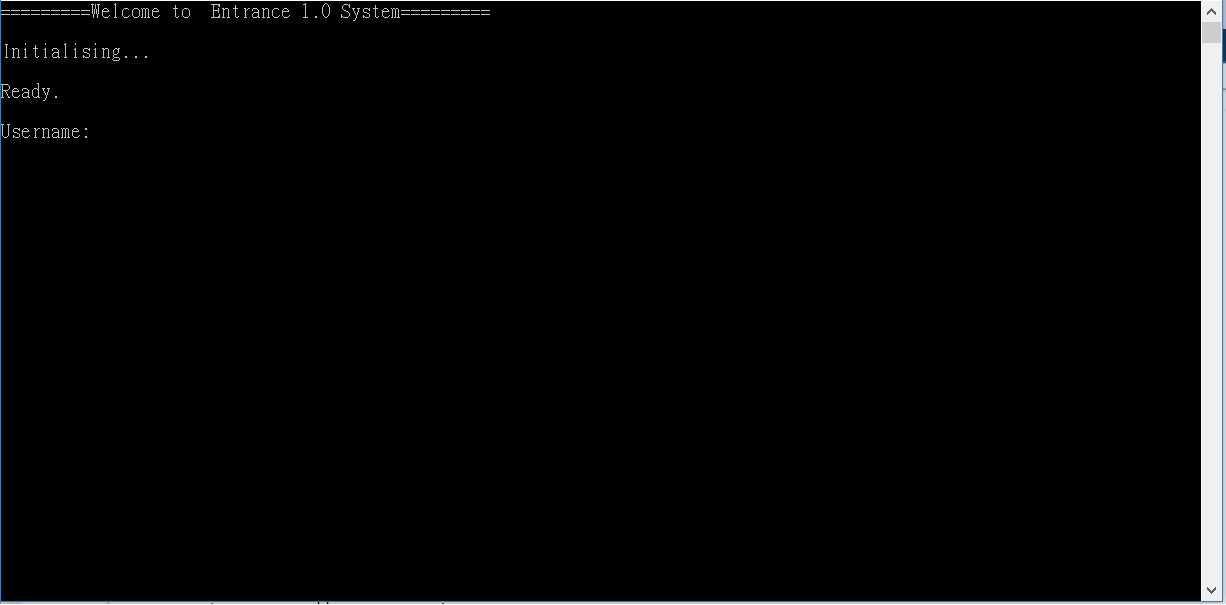 =========Welcome to  Entrance 1.0 System=========
Initialising...
Ready.
Username: